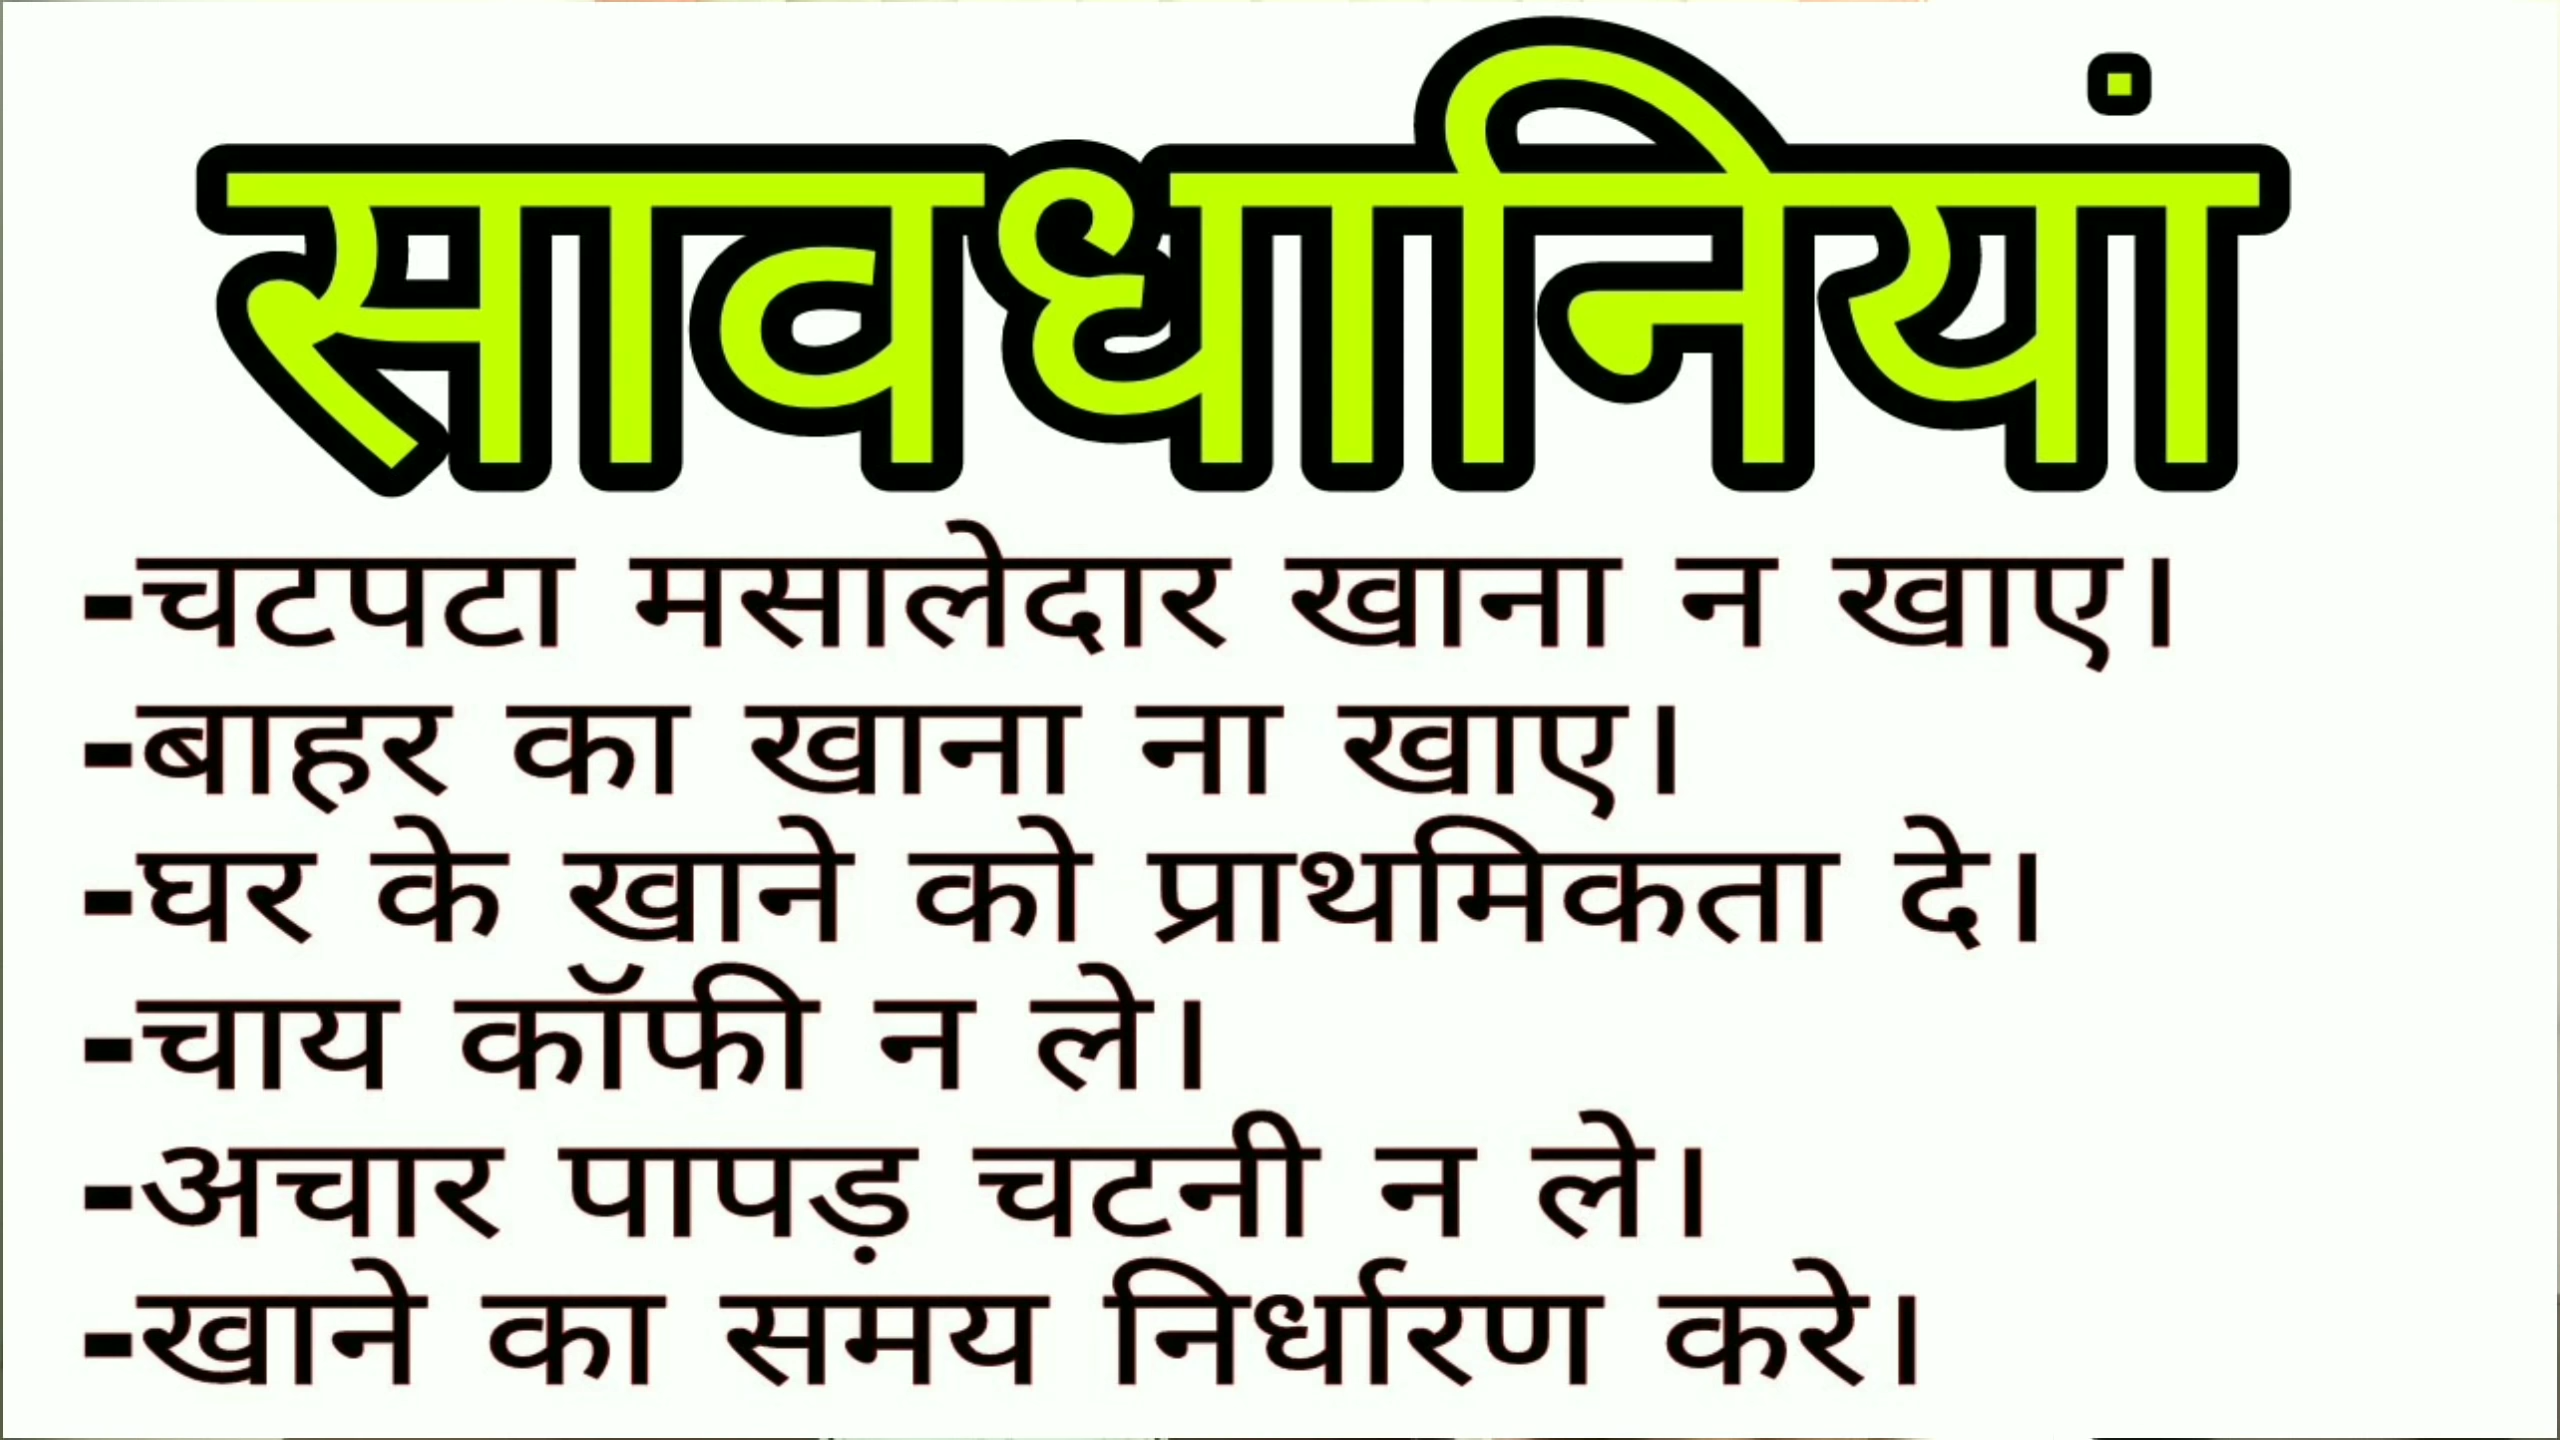 सावधानियां
-चटपटा मसालेदार खाना न खाए।
-बाहर का खाना ना खाए।
-घर के खाने को प्राथमिकता दे।
-चाय कॉफी न ले।
-अचार पापड़ चटनी न ले।
-खाने का समय निर्धारण करे।